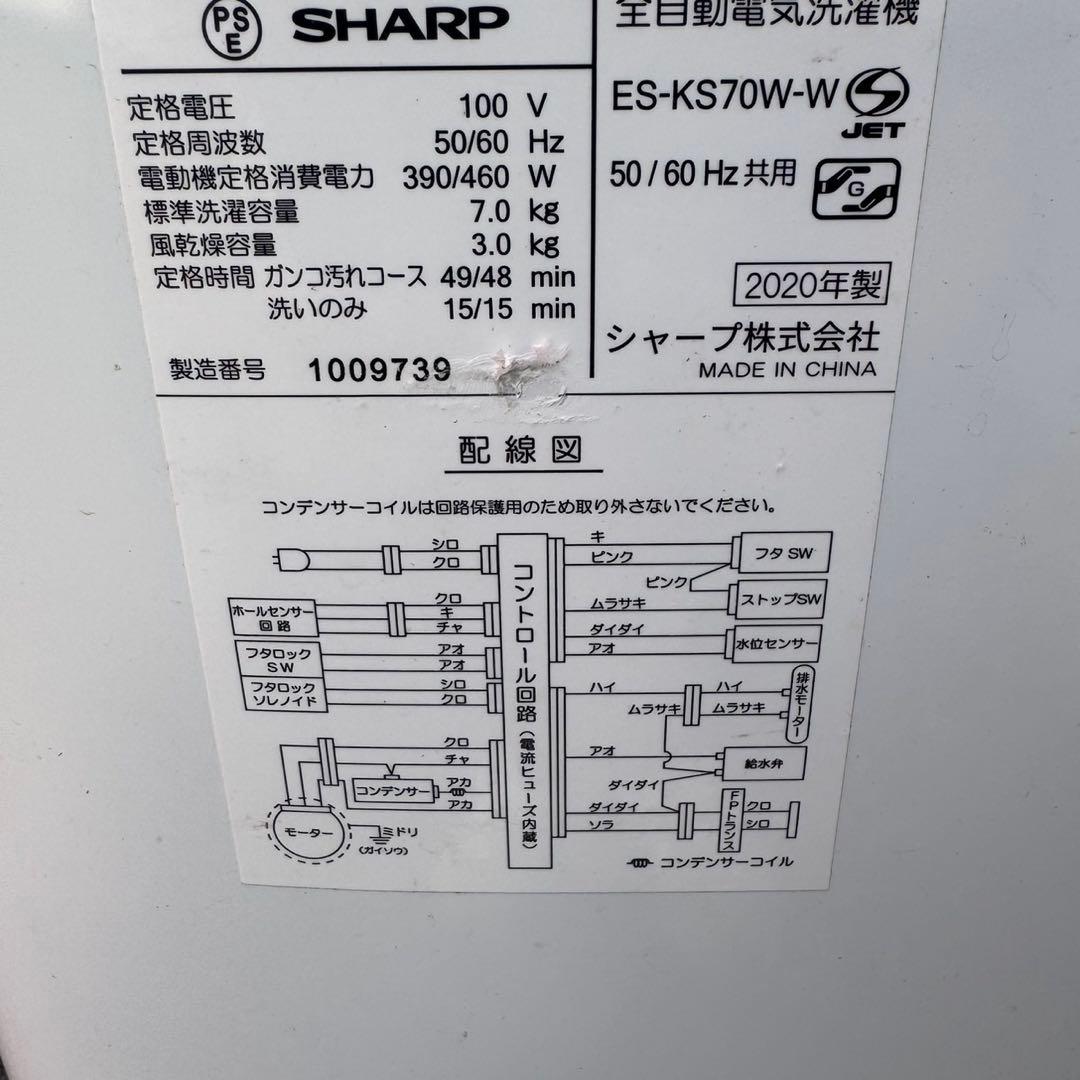 PS
E
SHARP
全自動電気洗濯機
定格電圧 100 V
定格周波数 50/60 Hz
電動機定格消費電力 390/460 W
標準洗濯容量 7.0 kg
風乾燥容量 3.0 kg
定格時間 ガンコ汚れコース 49/48 min
洗いのみ 15/15 min
製造番号 1009739
ES-KS70W-W
JET
50/60Hz共用
G
2020年製
シャープ株式会社
MADE IN CHINA
配線図
コンデンサーコイルは回路保護用のため取り外さないでください。
シロ
クロ
ホールセンサー
回路
クロ
キ
チャ
フタロック
SW
アオ
アオ
フタロック
ソレノイド
シロ
クロ
クロ
チャ
コンデンサー
アカ
アカ
モーター
ミドリ
(ガイソウ)
コントロール回路(電流ヒューズ内蔵)
キ
ピンク
フタSW
ピンク
ムラサキ
ストップSW
ダイダイ
アオ
水位センサー
ハイ
ハイ
ムラサキ
ムラサキ
排水モーター
アオ
給水弁
ダイダイ
ダイダイ
ソラ
FPトランス
クロ
シロ
コンデンサーコイル